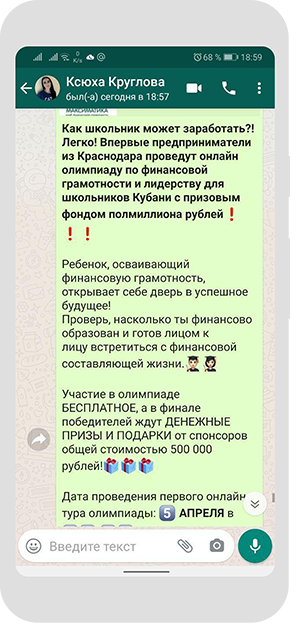 0 K/s 68 % 18:59
Ксюха Круглова
был(-а) сегодня в 18:57
МАКСИМАТИКА
Как школьник может заработать?!
Легко! Впервые предприниматели
из Краснодара проведут онлайн
олимпиаду по финансовой
грамотности и лидерству для
школьников Кубани с призовым
фондом полмиллиона рублей❗
❗❗
Ребенок, осваивающий
финансовую грамотность,
открывает себе дверь в успешное
будущее!
Проверь, насколько ты финансово
образован и готов лицом к
лицу встретиться с финансовой
составляющей жизни.👨‍🎓👩‍🎓
Участие в олимпиаде
БЕСПЛАТНОЕ, а в финале
победителей ждут ДЕНЕЖНЫЕ
ПРИЗЫ И ПОДАРКИ от спонсоров
общей стоимостью 500 000
рублей!🎁🎁🎁
Дата проведения первого онлайн
тура олимпиады: 5️⃣ АПРЕЛЯ в
Введите текст